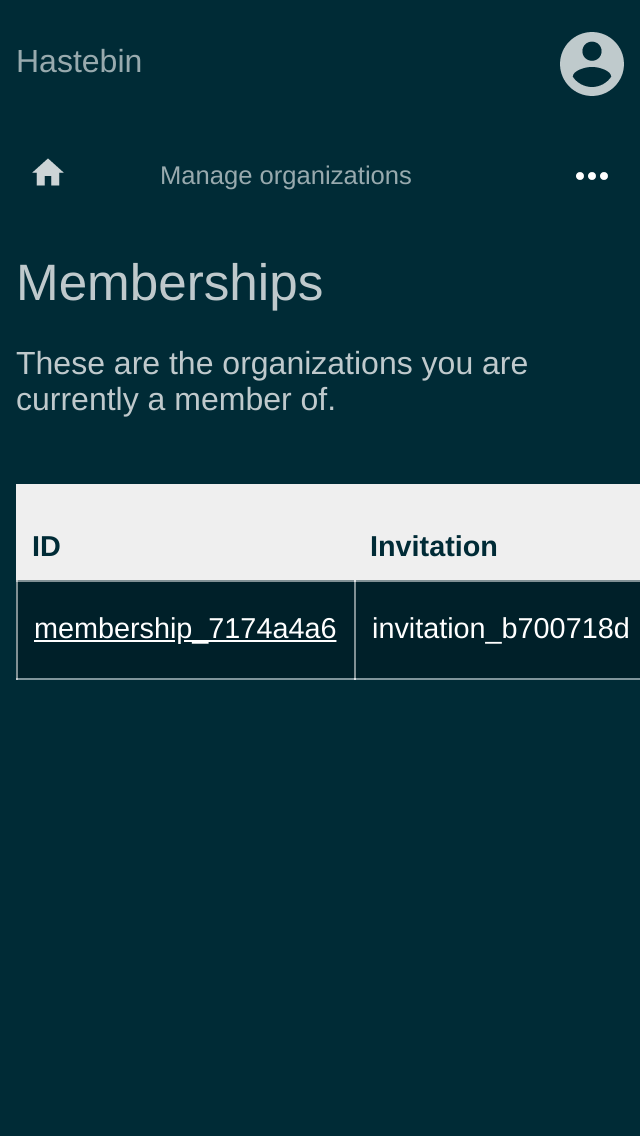 Hastebin
Manage organizations
Memberships
These are the organizations you are
currently a member of.
ID Invitation
membership_7174a4a6 invitation_b700718d